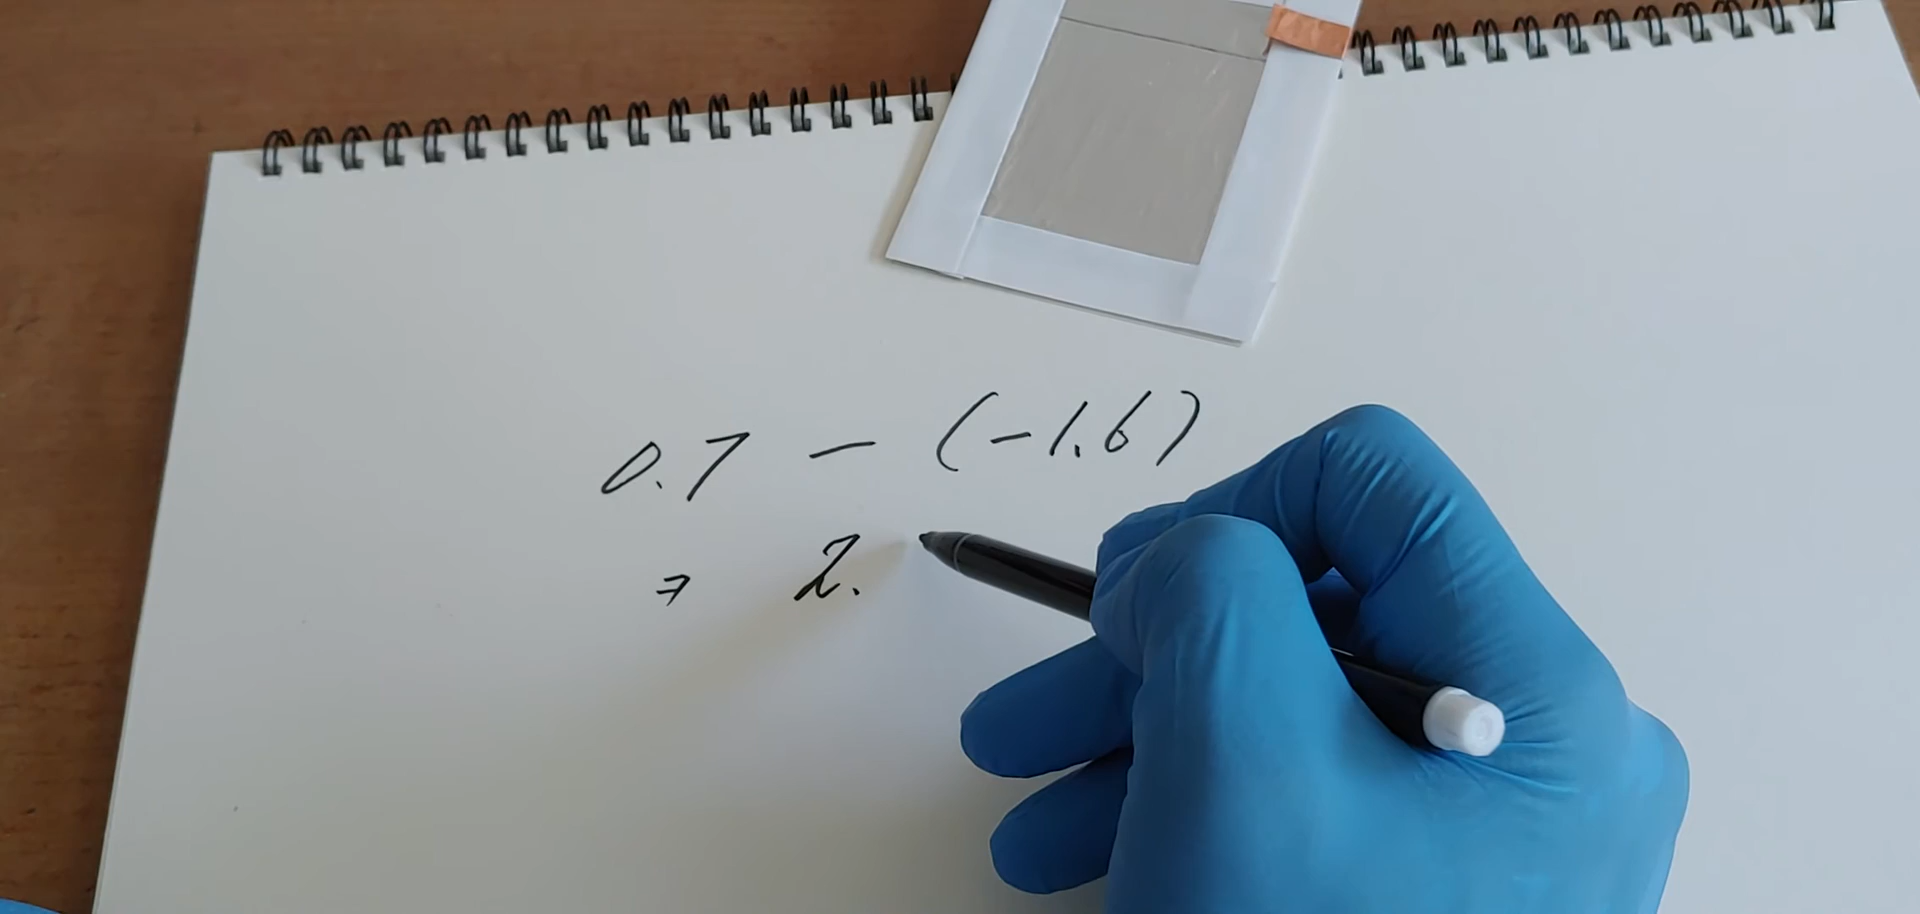 0.7 - (-1.6)
= 2.